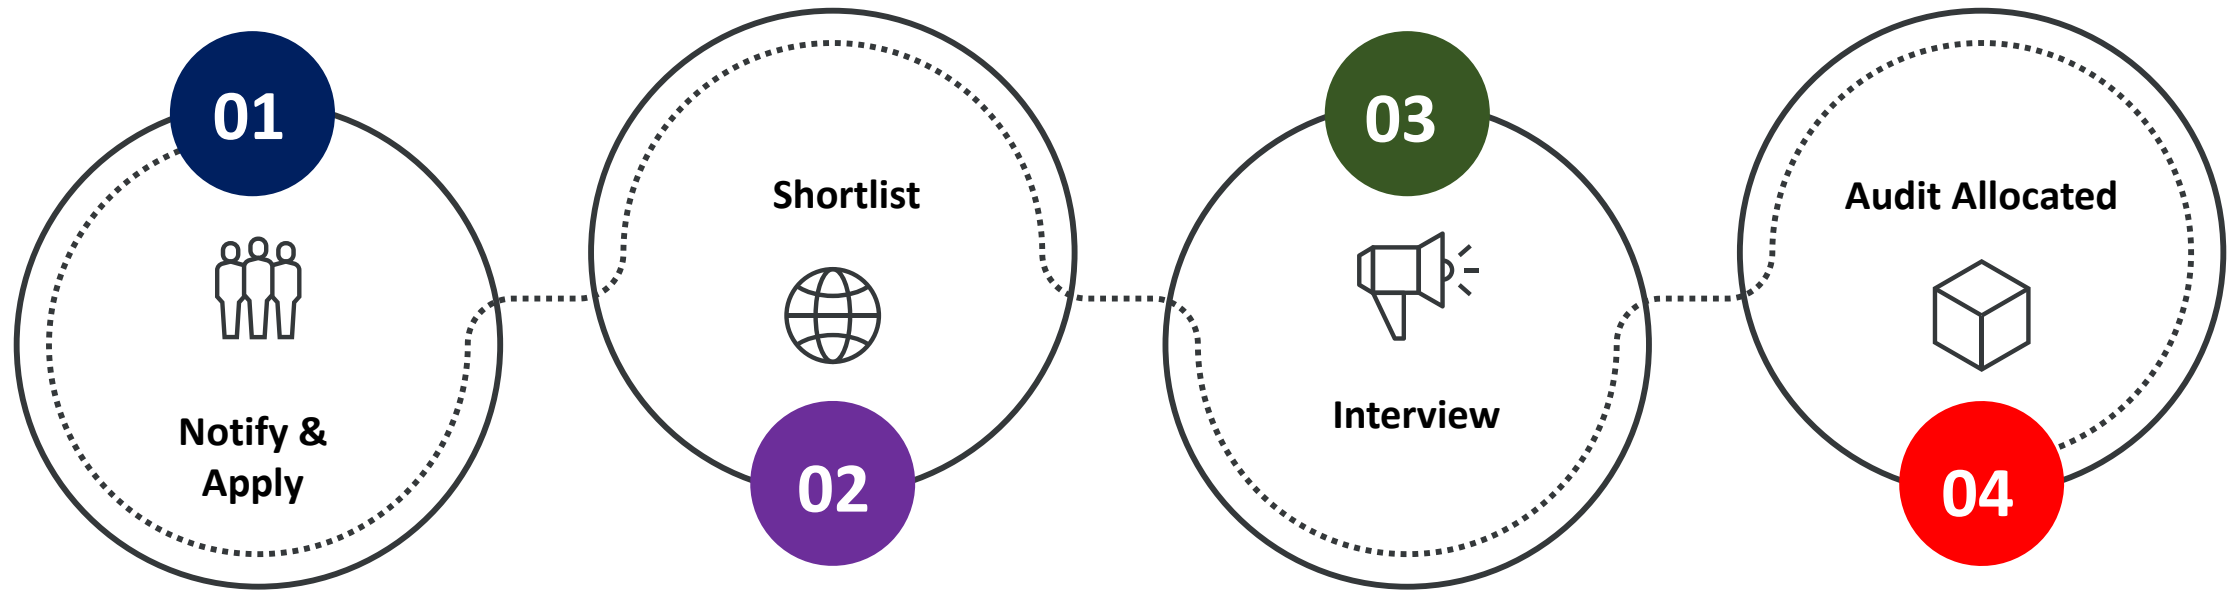 01
Notify &
Apply
Shortlist
02
03
Interview
Audit Allocated
04